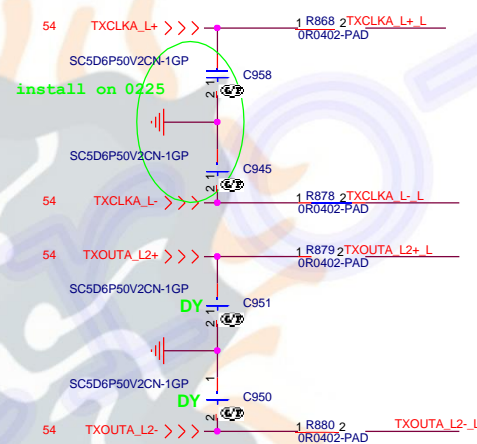 54 TXCLKA_L+ 1 R868 2 TXCLKA_L+_L
0R0402-PAD
SC5D6P50V2CN-1GP
1 C958
install on 0225
2
SC5D6P50V2CN-1GP
1 C945
2
54 TXCLKA_L- 1 R878 2 TXCLKA_L-_L
0R0402-PAD
54 TXOUTA_L2+ 1 R879 2 TXOUTA_L2+_L
0R0402-PAD
SC5D6P50V2CN-1GP
DY 1 C951
2
SC5D6P50V2CN-1GP 1
DY C950
2
54 TXOUTA_L2- 1 R880 2 TXOUTA_L2-_L
0R0402-PAD